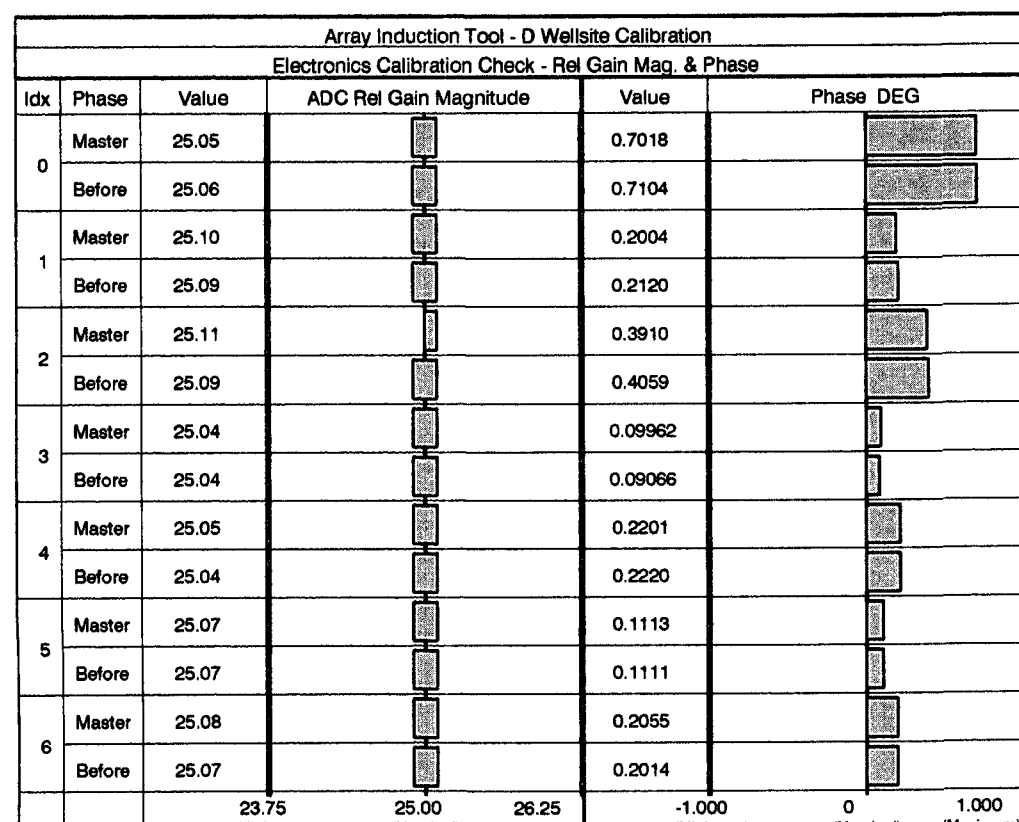 Array Induction Tool - D Wellsite Calibration
Electronics Calibration Check - Rel Gain Mag. & Phase
Idx Phase Value ADC Rel Gain Magnitude Value Phase DEG
0 Master 25.05 0.7018
Before 25.06 0.7104
1 Master 25.10 0.2004
Before 25.09 0.2120
2 Master 25.11 0.3910
Before 25.09 0.4059
3 Master 25.04 0.09962
Before 25.04 0.09066
4 Master 25.05 0.2201
Before 25.04 0.2220
5 Master 25.07 0.1113
Before 25.07 0.1111
6 Master 25.08 0.2055
Before 25.07 0.2014
23.75 25.00 26.25 -1.000 0 1.000